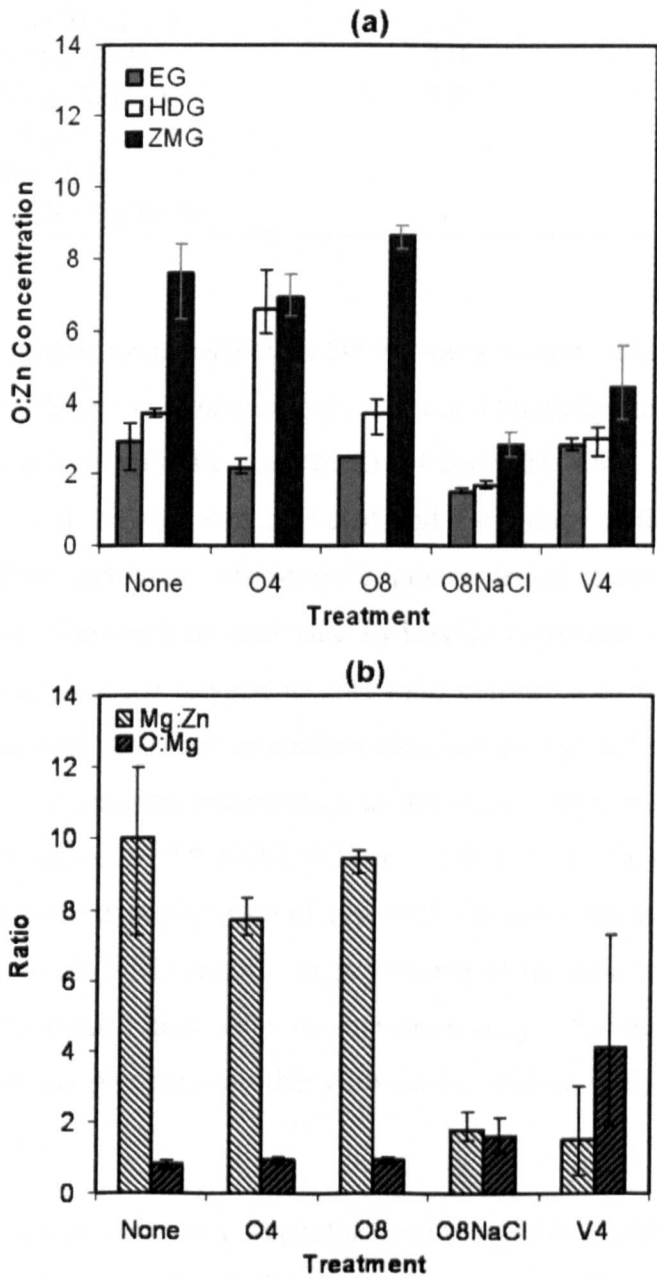 (a)
14
12
10
8
6
4
2
0
O:Zn Concentration
EG
HDG
ZMG
None O4 O8 O8NaCl V4
Treatment
(b)
14
12
10
8
6
4
2
0
Ratio
Mg:Zn
O:Mg
None O4 O8 O8NaCl V4
Treatment